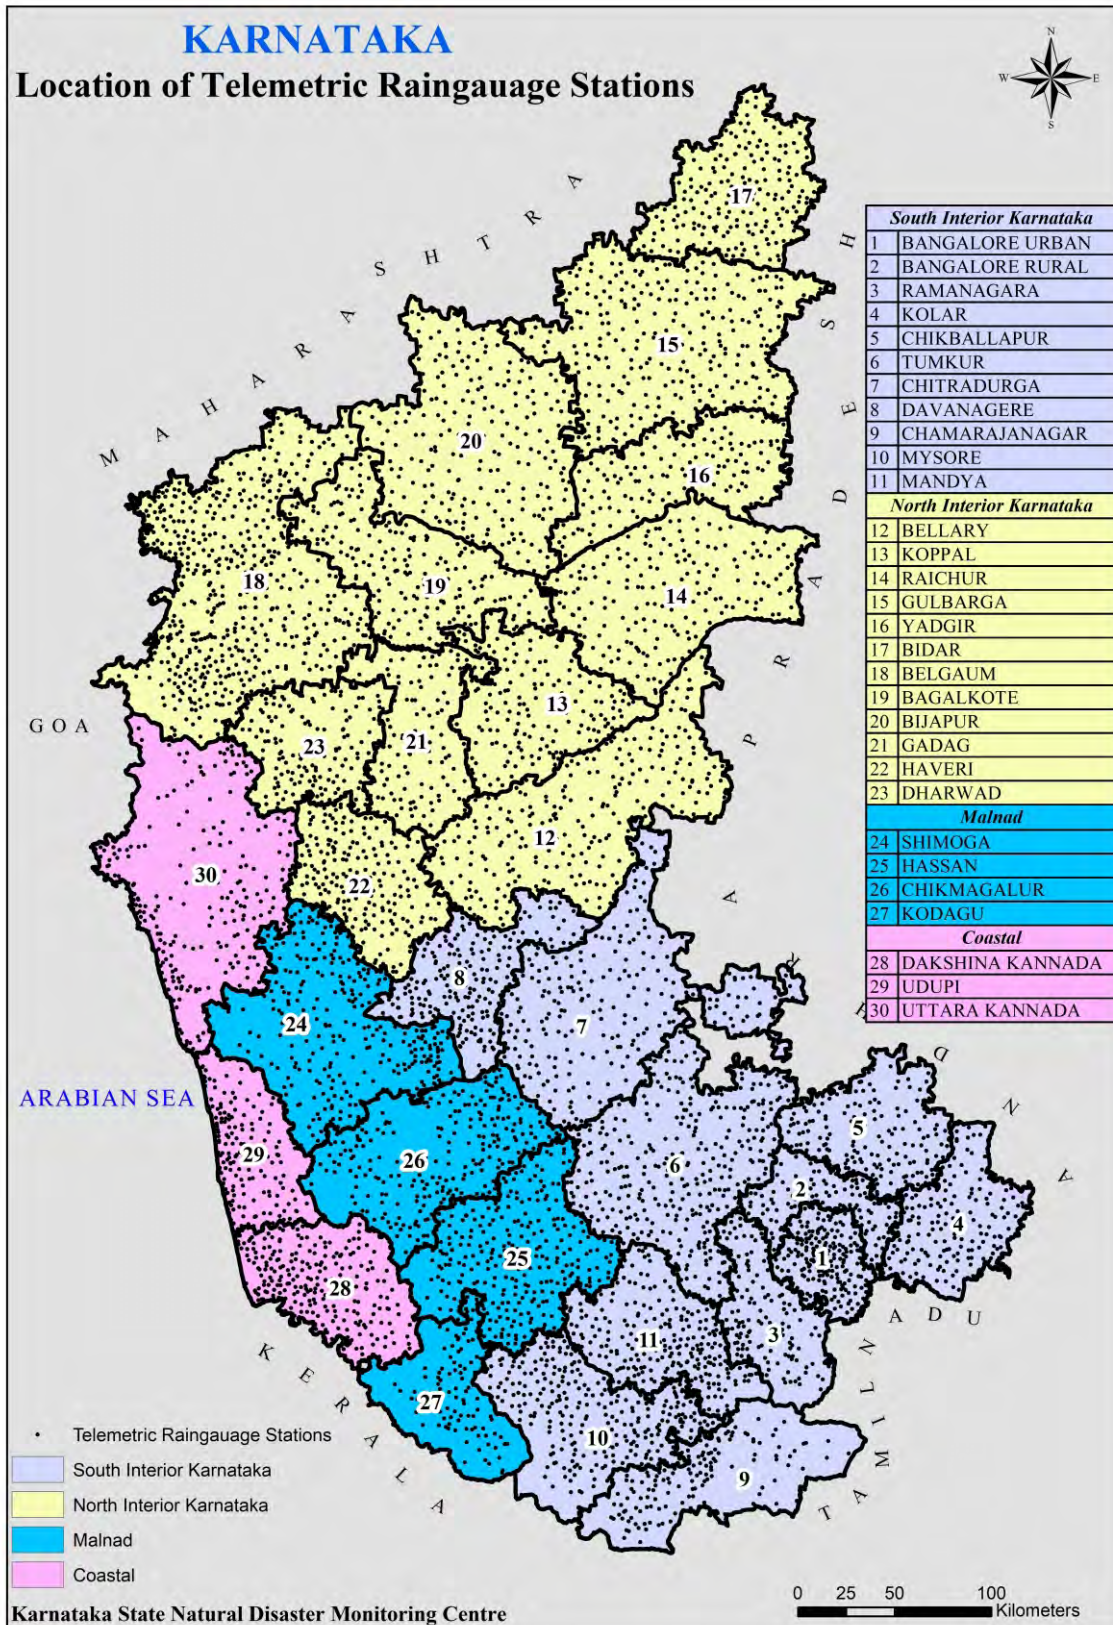 KARNATAKA
Location of Telemetric Raingauage Stations
N
W E
S
MAHARASHTRA
ANDHRA PRADESH
GOA
ARABIAN SEA
KERALA
TAMILNADU
17
15
20
16
18
19
14
13
23
21
12
22
30
8
24
7
5
29
26
6
2
4
25
1
28
11
3
27
10
9
South Interior Karnataka
1 BANGALORE URBAN
2 BANGALORE RURAL
3 RAMANAGARA
4 KOLAR
5 CHIKBALLAPUR
6 TUMKUR
7 CHITRADURGA
8 DAVANAGERE
9 CHAMARAJANAGAR
10 MYSORE
11 MANDYA
North Interior Karnataka
12 BELLARY
13 KOPPAL
14 RAICHUR
15 GULBARGA
16 YADGIR
17 BIDAR
18 BELGAUM
19 BAGALKOTE
20 BIJAPUR
21 GADAG
22 HAVERI
23 DHARWAD
Malnad
24 SHIMOGA
25 HASSAN
26 CHIKMAGALUR
27 KODAGU
Coastal
28 DAKSHINA KANNADA
29 UDUPI
30 UTTARA KANNADA
Telemetric Raingauage Stations
South Interior Karnataka
North Interior Karnataka
Malnad
Coastal
Karnataka State Natural Disaster Monitoring Centre
0 25 50 100
Kilometers